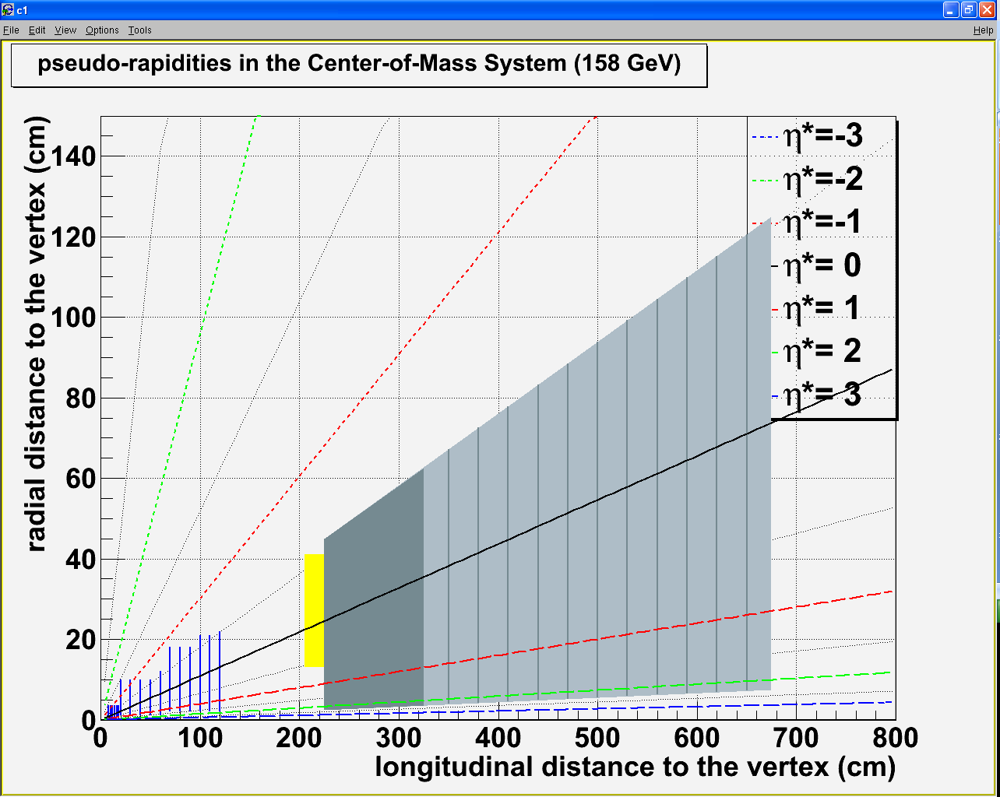 c1
File Edit View Options Tools Help
pseudo-rapidities in the Center-of-Mass System (158 GeV)
radial distance to the vertex (cm)
140
120
100
80
60
40
20
0
η*=-3
η*=-2
η*=-1
η*= 0
η*= 1
η*= 2
η*= 3
0 100 200 300 400 500 600 700 800
longitudinal distance to the vertex (cm)